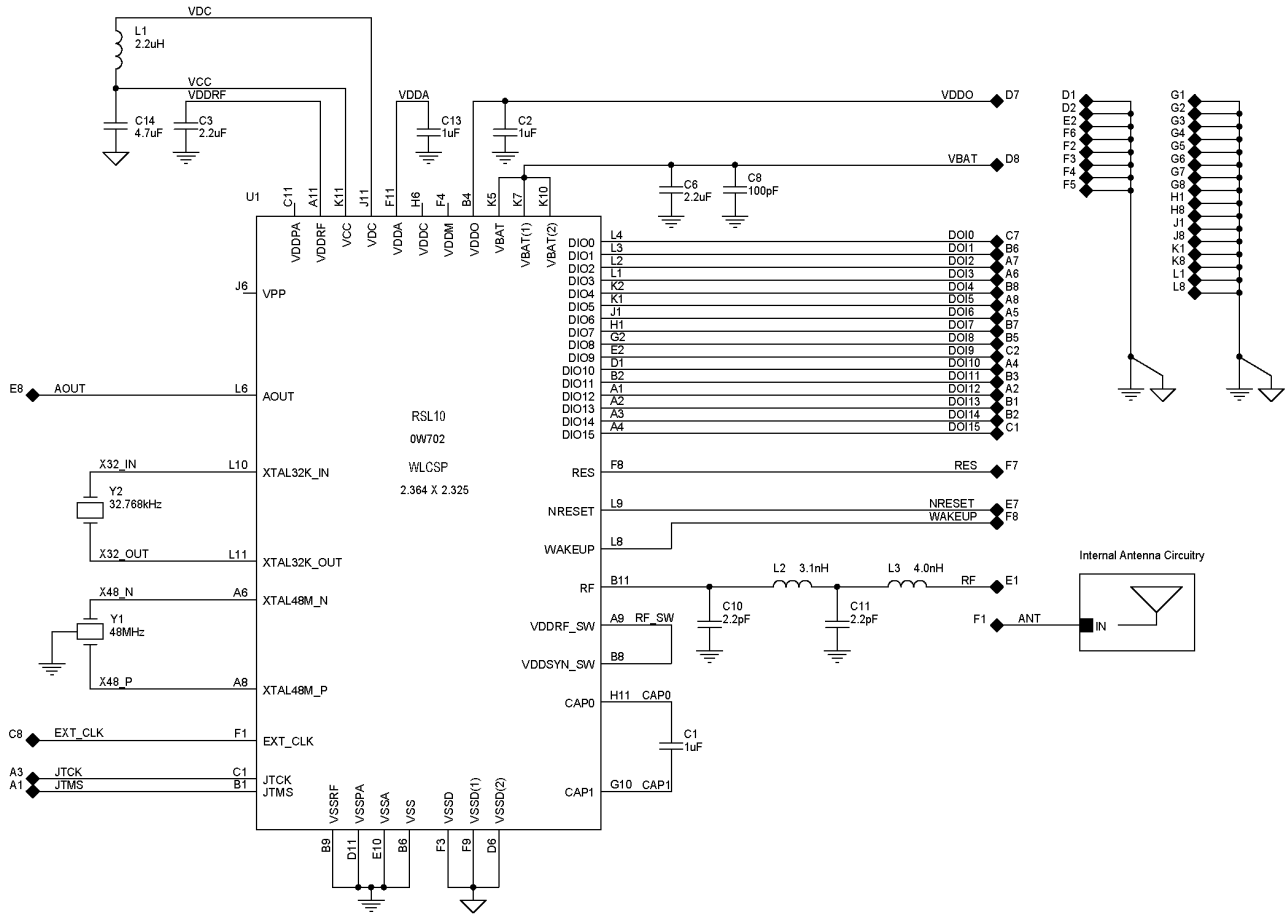 VDC
L1
2.2uH
VCC
VDDRF
C14
4.7uF
C3
2.2uF
VDDA
C13
1uF
C2
1uF
VDDO
D7
VBAT
D8
C6
2.2uF
C8
100pF
D1
D2
E2
F6
F2
F3
F4
F5
G1
G2
G3
G4
G5
G6
G7
G8
H1
H8
J1
J8
K1
K8
L1
L8
U1
C11
A11
K11
J11
F11
H6
F4
B4
K5
K7
K10
VDDPA
VDDRF
VCC
VDC
VDDA
VDDC
VDDM
VDDO
VBAT
VBAT(1)
VBAT(2)
DIO0 L4 DOI0 C7
DIO1 L3 DOI1 B6
DIO2 L2 DOI2 A7
DIO3 L1 DOI3 A6
DIO4 K2 DOI4 B8
DIO5 K1 DOI5 A8
DIO6 J1 DOI6 A5
DIO7 H1 DOI7 B7
DIO8 G2 DOI8 B5
DIO9 E2 DOI9 C2
DIO10 D1 DOI10 A4
DIO11 B2 DOI11 B3
DIO12 A1 DOI12 A2
DIO13 A2 DOI13 B1
DIO14 A3 DOI14 B2
DIO15 A4 DOI15 C1
J6 VPP
E8 AOUT L6 AOUT
RSL10
0W702
WLCSP
2.364 X 2.325
X32_IN L10 XTAL32K_IN
Y2
32.768kHz
X32_OUT L11 XTAL32K_OUT
X48_N A6 XTAL48M_N
Y1
48MHz
X48_P A8 XTAL48M_P
C8 EXT_CLK F1 EXT_CLK
A3 JTCK C1 JTCK
A1 JTMS B1 JTMS
RES F8 RES F7
NRESET L9 NRESET E7
WAKEUP L8 WAKEUP F8
RF B11
L2 3.1nH
L3 4.0nH
RF E1
C10
2.2pF
C11
2.2pF
VDDRF_SW A9 RF_SW
VDDSYN_SW B8
CAP0 H11 CAP0
C1
1uF
CAP1 G10 CAP1
Internal Antenna Circuitry
F1 ANT
IN
VSSRF
VSSPA
VSSA
VSS
VSSD
VSSD(1)
VSSD(2)
B9
D11
E10
B6
F3
F9
D6